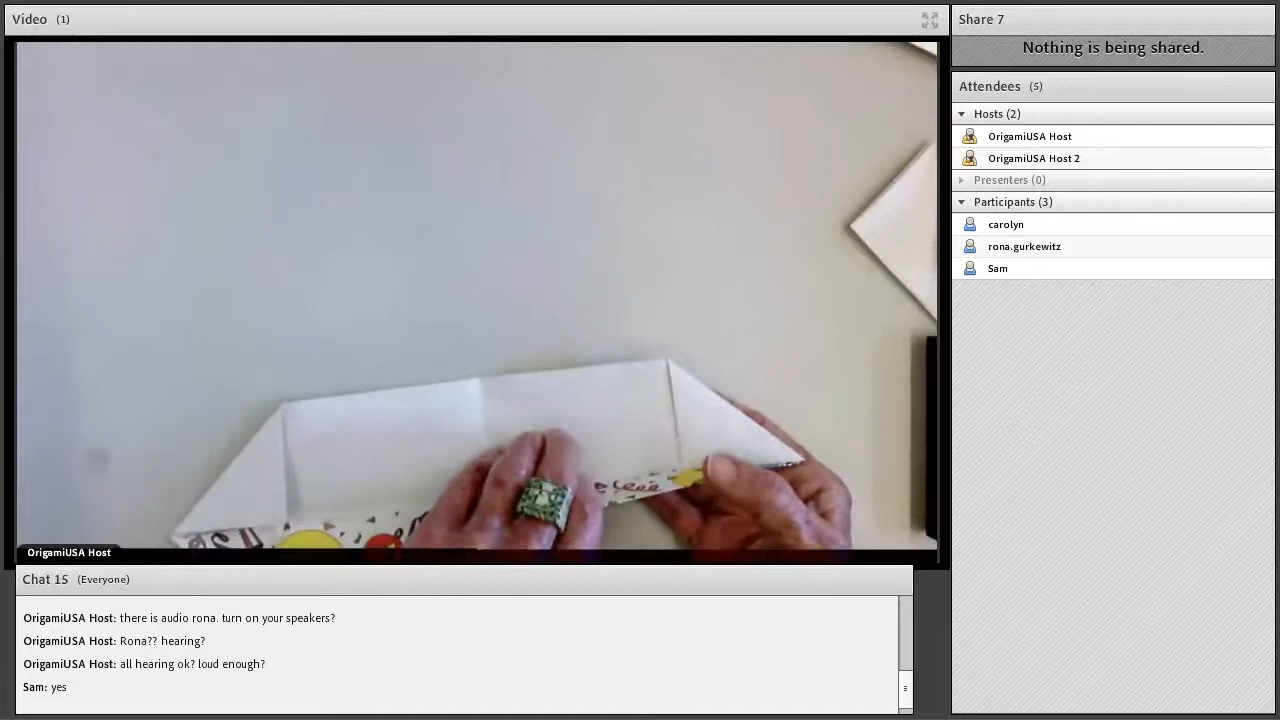 Video (1)
OrigamiUSA Host
Chat 15 (Everyone)
OrigamiUSA Host: there is audio rona. turn on your speakers?
OrigamiUSA Host: Rona?? hearing?
OrigamiUSA Host: all hearing ok? loud enough?
Sam: yes
Share 7
Nothing is being shared.
Attendees (5)
Hosts (2)
OrigamiUSA Host
OrigamiUSA Host 2
Presenters (0)
Participants (3)
carolyn
rona.gurkewitz
Sam